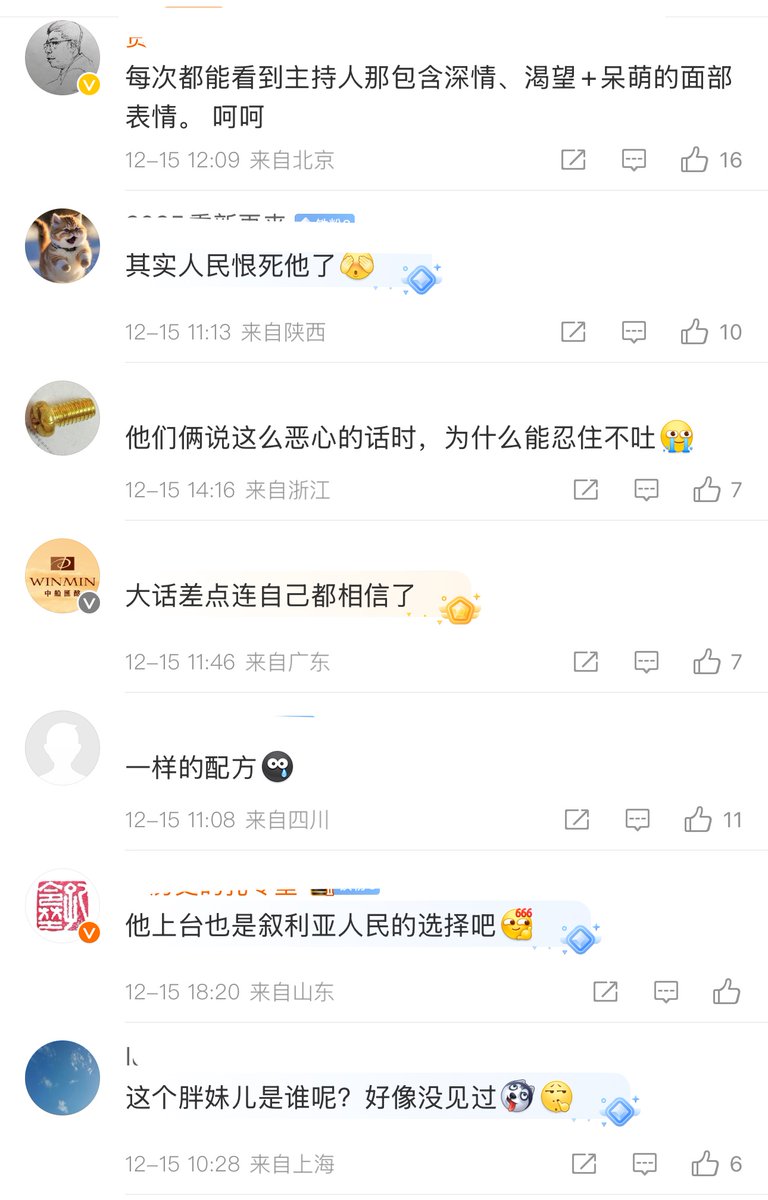 每次都能看到主持人那包含深情、渴望+呆萌的面部
表情。 呵呵
12-15 12:09 来自北京
16
其实人民恨死他了
12-15 11:13 来自陕西
10
他们俩说这么恶心的话时，为什么能忍住不吐
12-15 14:16 来自浙江
7
WINMIN
大话差点连自己都相信了
12-15 11:46 来自广东
7
一样的配方
12-15 11:08 来自四川
11
他上台也是叙利亚人民的选择吧
666
12-15 18:20 来自山东
这个胖妹儿是谁呢？好像没见过
12-15 10:28 来自上海
6